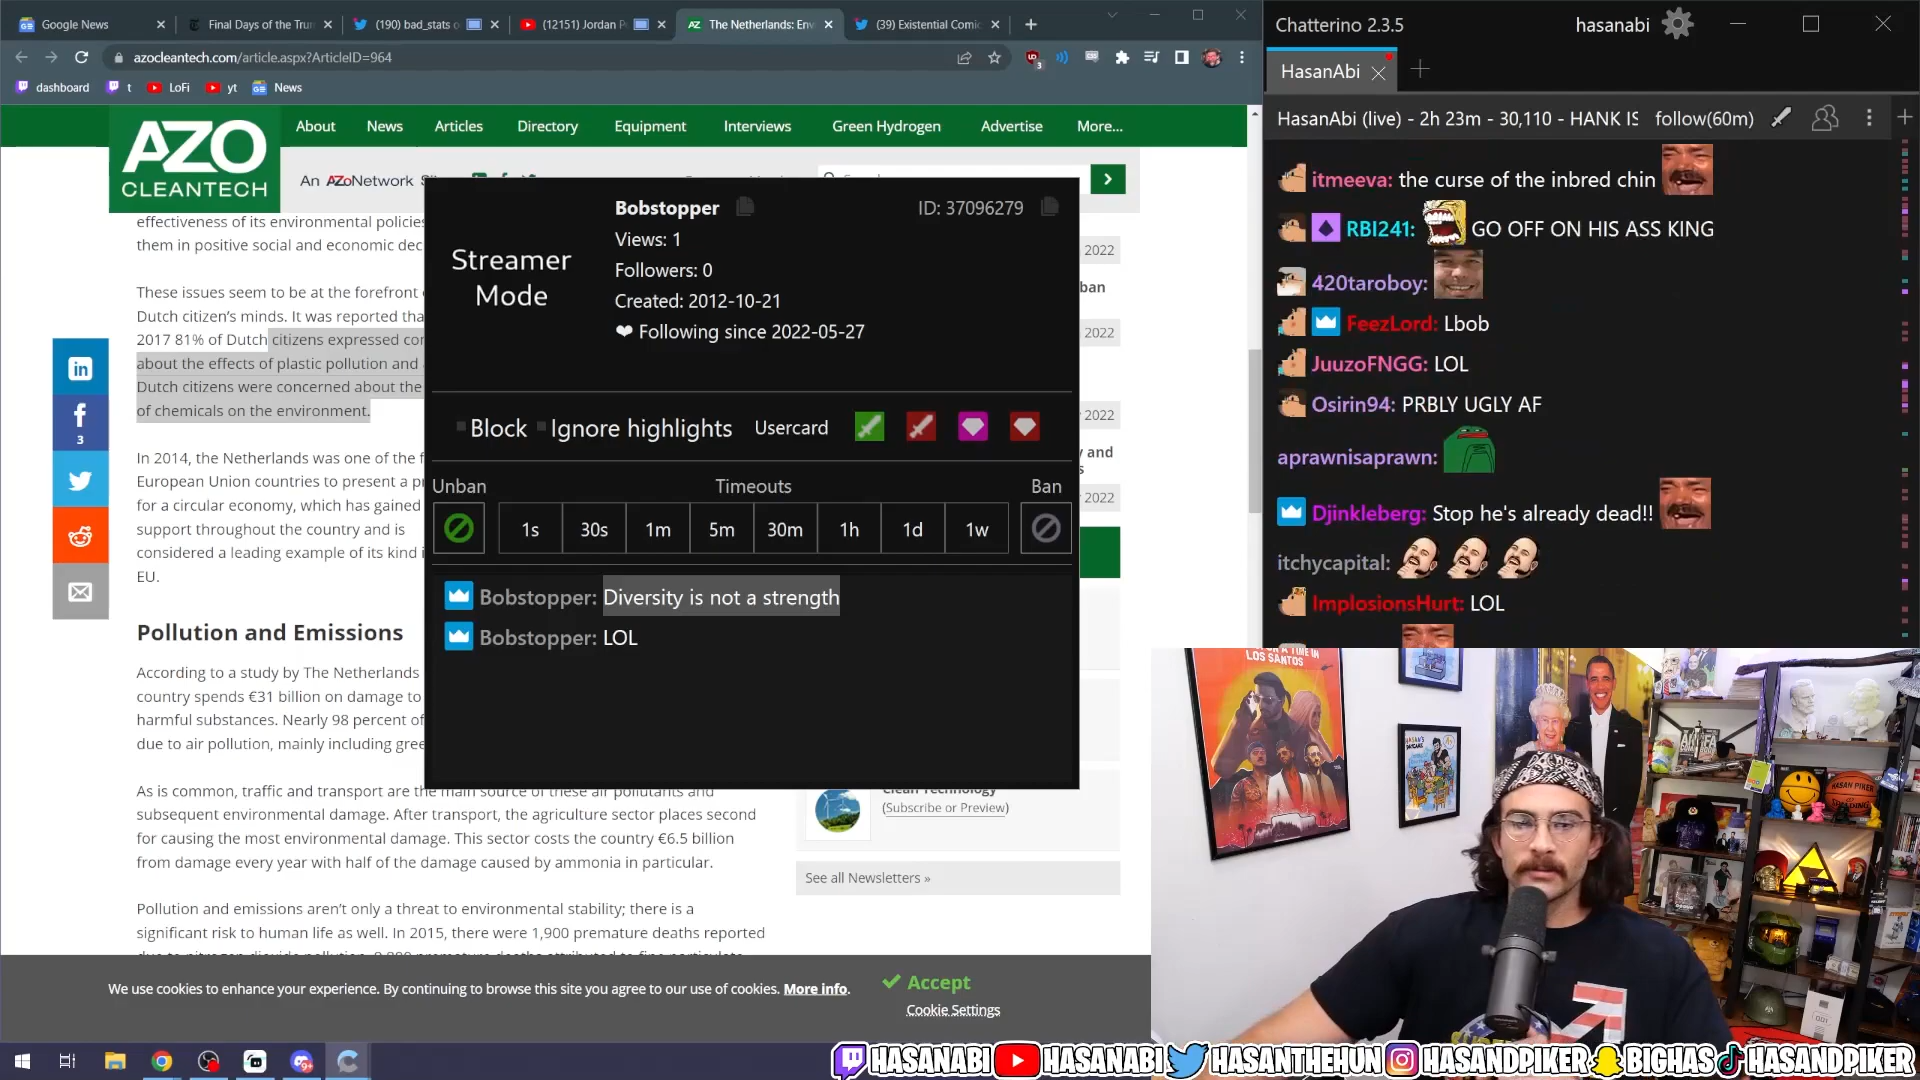 Google News
Final Days of the Tru
(190) bad_stats o
(12151) Jordan P
The Netherlands: Env
(39) Existential Comic
azocleantech.com/article.aspx?ArticleID=964
dashboard
t
LoFi
yt
News
AZO
CLEANTECH
About
News
Articles
Directory
Equipment
Interviews
Green Hydrogen
Advertise
More...
An AZoNetwork
effectiveness of its environmental policies
them in positive social and economic dec
These issues seem to be at the forefront
Dutch citizen's minds. It was reported tha
2017 81% of Dutch citizens expressed con
about the effects of plastic pollution and
Dutch citizens were concerned about the
of chemicals on the environment.
In 2014, the Netherlands was one of the f
European Union countries to present a p
for a circular economy, which has gained
support throughout the country and is
considered a leading example of its kind i
EU.
Pollution and Emissions
According to a study by The Netherlands
country spends €31 billion on damage to
harmful substances. Nearly 98 percent of
due to air pollution, mainly including gree
As is common, traffic and transport are the main source of these air pollutants and
subsequent environmental damage. After transport, the agriculture sector places second
for causing the most environmental damage. This sector costs the country €6.5 billion
from damage every year with half of the damage caused by ammonia in particular.
Pollution and emissions aren't only a threat to environmental stability; there is a
significant risk to human life as well. In 2015, there were 1,900 premature deaths reported
3
2022
ban
2022
2022
y and
s
2022
Clean Technology
(Subscribe or Preview)
See all Newsletters »
We use cookies to enhance your experience. By continuing to browse this site you agree to our use of cookies. More info.
Accept
Cookie Settings
Streamer
Mode
Bobstopper
ID: 37096279
Views: 1
Followers: 0
Created: 2012-10-21
❤ Following since 2022-05-27
Block
Ignore highlights
Usercard
Unban
Timeouts
Ban
1s
30s
1m
5m
30m
1h
1d
1w
Bobstopper: Diversity is not a strength
Bobstopper: LOL
Chatterino 2.3.5
hasanabi
HasanAbi
HasanAbi (live) - 2h 23m - 30,110 - HANK IS
follow(60m)
itmeeva: the curse of the inbred chin
RBI241: GO OFF ON HIS ASS KING
420taroboy:
FeezLord: Lbob
JuuzoFNGG: LOL
Osirin94: PRBLY UGLY AF
aprawnisaprawn:
Djinkleberg: Stop he's already dead!!
itchycapital:
ImplosionsHurt: LOL
LOS SANTOS
HASANABI
HASANABI
HASANTHEHUN
HASANDPIKER
BIGHAS
HASANDPIKER